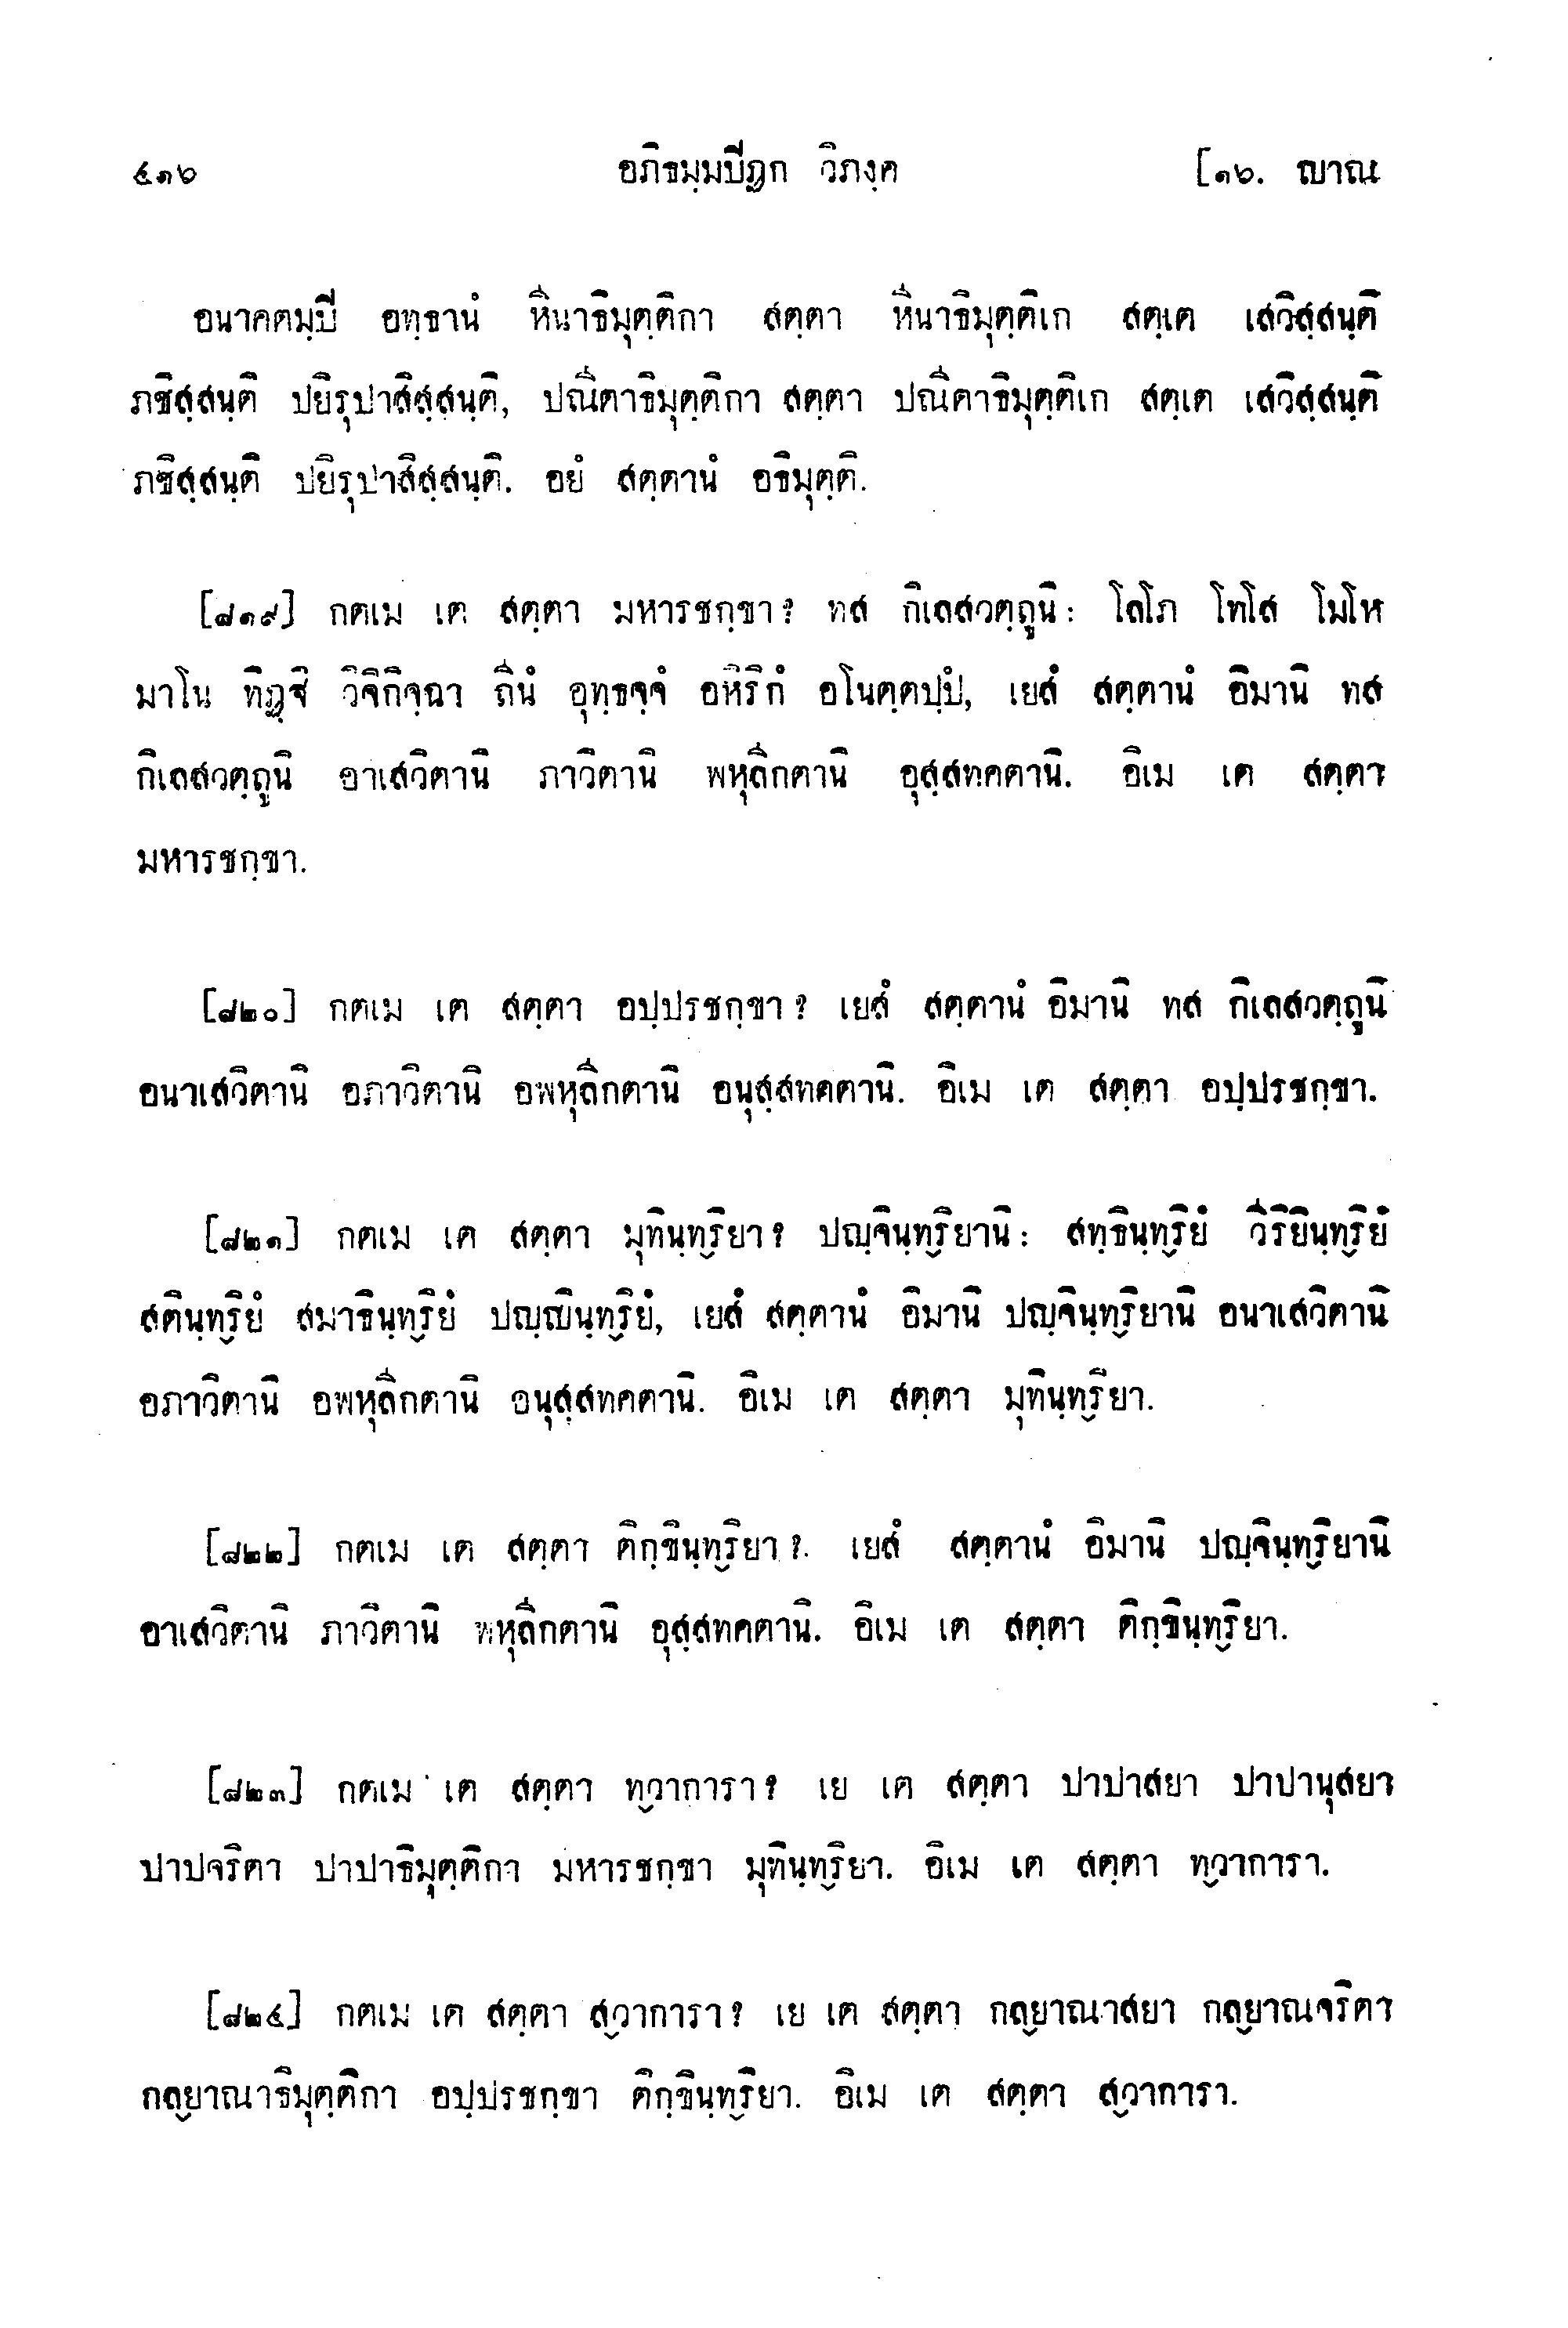 ๔๑๖ อภิธมฺมปีฏก วิภงฺค [๑๖. ญาณ
อนาคตมฺปี อทฺธานํ หีนาธิมุตฺติกา สตฺตา หีนาธิมุตฺติเก สตฺเต เสวิสฺสนฺติ
ภชิสฺสนฺติ ปยิรุปาสิสฺสนฺติ, ปณีตาธิมุตฺติกา สตฺตา ปณีตาธิมุตฺติเก สตฺเต เสวิสฺสนฺติ
ภชิสฺสนฺติ ปยิรุปาสิสฺสนฺติ. อยํ สตฺตานํ อธิมุตฺติ.
[๘๑๙] กตเม เต สตฺตา มหารชกฺขา? ทส กิเลสวตฺถูนิ: โลโภ โทโส โมโห
มาโน ทิฏฺฐิ วิจิกิจฺฉา ถีนํ อุทฺธจฺจํ อหิริกํ อโนตฺตปฺปํ, เยสํ สตฺตานํ อิมานิ ทส
กิเลสวตฺถูนิ อาเสวิตานิ ภาวิตานิ พหุลีกตานิ อุสฺสทคตานิ. อิเม เต สตฺตา
มหารชกฺขา.
[๘๒๐] กตเม เต สตฺตา อปฺปรชกฺขา? เยสํ สตฺตานํ อิมานิ ทส กิเลสวตฺถูนิ
อนาเสวิตานิ อภาวิตานิ อพหุลีกตานิ อนุสฺสทคตานิ. อิเม เต สตฺตา อปฺปรชกฺขา.
[๘๒๑] กตเม เต สตฺตา มุทินฺทฺริยา? ปญฺจินฺทฺริยานิ: สทฺธินฺทฺริยํ วีริยินฺทฺริยํ
สตินฺทฺริยํ สมาธินฺทฺริยํ ปญฺญินฺทฺริยํ, เยสํ สตฺตานํ อิมานิ ปญฺจินฺทฺริยานิ อนาเสวิตานิ
อภาวิตานิ อพหุลีกตานิ อนุสฺสทคตานิ. อิเม เต สตฺตา มุทินฺทฺริยา.
[๘๒๒] กตเม เต สตฺตา ติกฺขินฺทฺริยา?. เยสํ สตฺตานํ อิมานิ ปญฺจินฺทฺริยานิ
อาเสวิตานิ ภาวิตานิ พหุลีกตานิ อุสฺสทคตานิ. อิเม เต สตฺตา ติกฺขินฺทฺริยา.
[๘๒๓] กตเม เต สตฺตา ทฺวาการา? เย เต สตฺตา ปาปาสยา ปาปานุสยา
ปาปจริตา ปาปาธิมุตฺติกา มหารชกฺขา มุทินฺทฺริยา. อิเม เต สตฺตา ทฺวาการา.
[๘๒๔] กตเม เต สตฺตา สฺวาการา? เย เต สตฺตา กลฺยาณาสยา กลฺยาณจริตา
กลฺยาณาธิมุตฺติกา อปฺปรชกฺขา ติกฺขินฺทฺริยา. อิเม เต สตฺตา สฺวาการา.